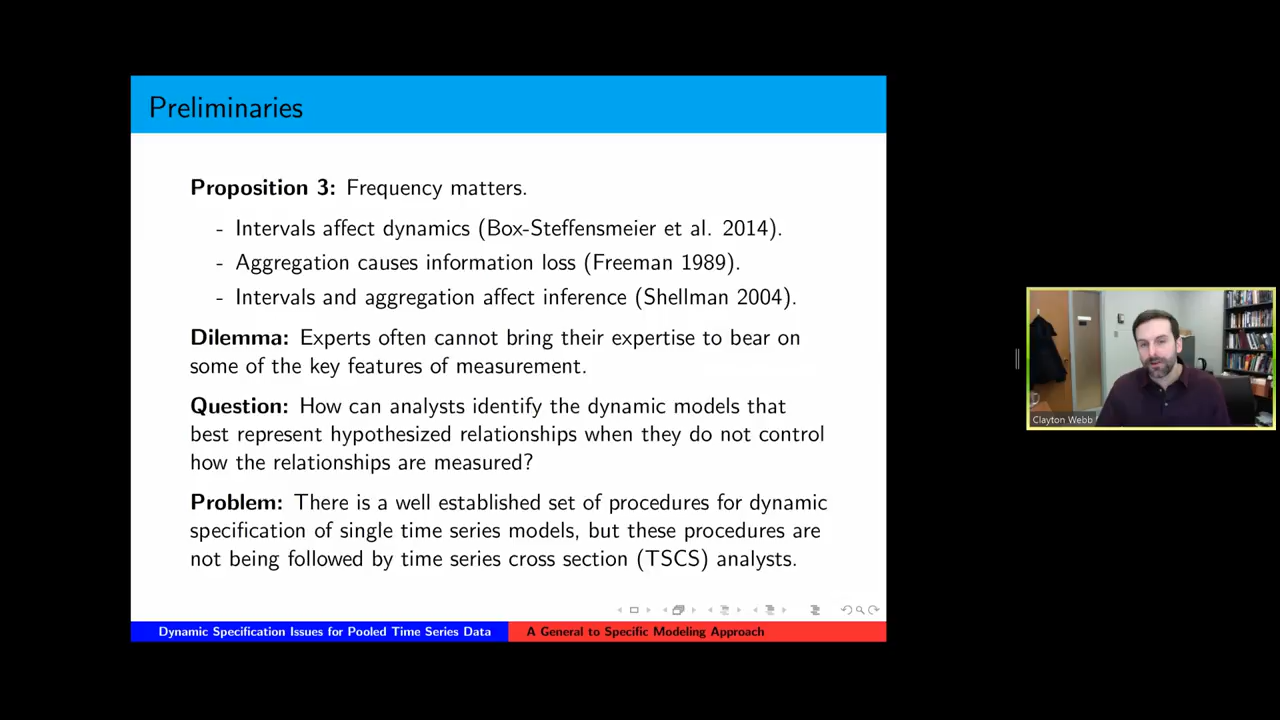 Preliminaries
Proposition 3: Frequency matters.
- Intervals affect dynamics (Box-Steffensmeier et al. 2014).
- Aggregation causes information loss (Freeman 1989).
- Intervals and aggregation affect inference (Shellman 2004).
Dilemma: Experts often cannot bring their expertise to bear on
some of the key features of measurement.
Question: How can analysts identify the dynamic models that
best represent hypothesized relationships when they do not control
how the relationships are measured?
Problem: There is a well established set of procedures for dynamic
specification of single time series models, but these procedures are
not being followed by time series cross section (TSCS) analysts.
Dynamic Specification Issues for Pooled Time Series Data
A General to Specific Modeling Approach
Clayton Webb